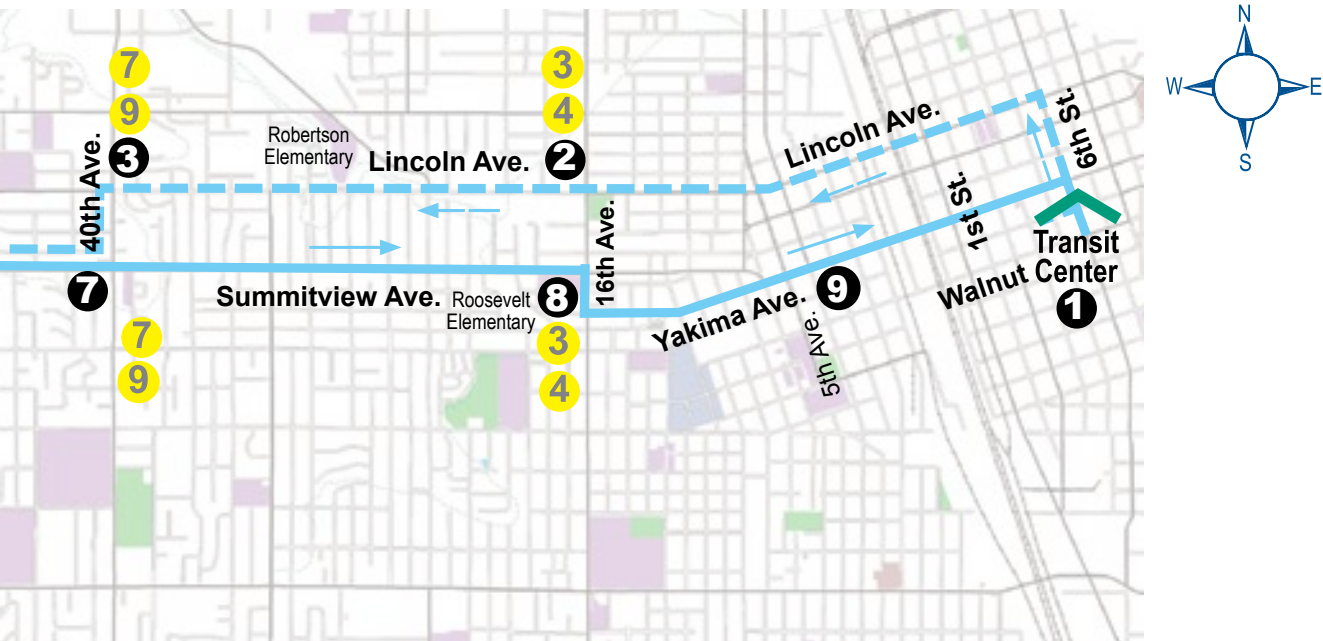 N
W
E
S
7
9
3
40th Ave.
Robertson
Elementary
Lincoln Ave.
3
4
2
Lincoln Ave.
6th St.
1st St.
16th Ave.
7
Summitview Ave.
Roosevelt
Elementary
8
Yakima Ave.
9
5th Ave.
Walnut
Transit
Center
1
7
9
3
4